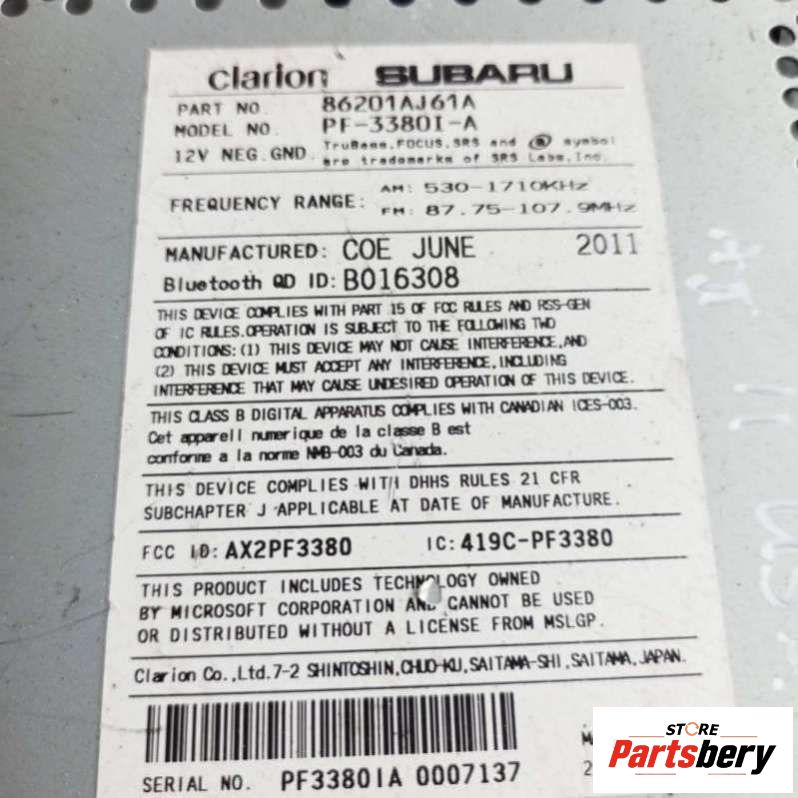 clarion SUBARU
PART NO. 86201AJ61A
MODEL NO. PF-3380I-A
12V NEG.GND. TruBass,FOCUS,SRS and symbol
are trademarks of SRS Labs,Inc.
FREQUENCY RANGE: AM: 530-1710KHz
FM: 87.75-107.9MHz
MANUFACTURED: COE JUNE 2011
Bluetooth QD ID: B016308
THIS DEVICE COMPLIES WITH PART 15 OF FCC RULES AND RSS-GEN
OF IC RULES.OPERATION IS SUBJECT TO THE FOLLOWING TWO
CONDITIONS: (1) THIS DEVICE MAY NOT CAUSE INTERFERENCE,AND
(2) THIS DEVICE MUST ACCEPT ANY INTERFERENCE,INCLUDING
INTERFERENCE THAT MAY CAUSE UNDESIRED OPERATION OF THIS DEVICE.
THIS CLASS B DIGITAL APPARATUS COMPLIES WITH CANADIAN ICES-003.
Cet appareil numerique de la classe B est
conforme a la norme NMB-003 du Canada.
THIS DEVICE COMPLIES WITH DHHS RULES 21 CFR
SUBCHAPTER J APPLICABLE AT DATE OF MANUFACTURE.
FCC ID: AX2PF3380 IC: 419C-PF3380
THIS PRODUCT INCLUDES TECHNOLOGY OWNED
BY MICROSOFT CORPORATION AND CANNOT BE USED
OR DISTRIBUTED WITHOUT A LICENSE FROM MSLGP.
Clarion Co.,Ltd.7-2 SHINTOSHIN,CHUO-KU,SAITAMA-SHI,SAITAMA,JAPAN.
SERIAL NO. PF3380IA 0007137
STORE
Partsbery